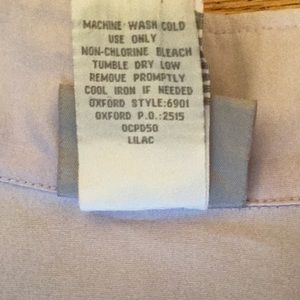 MACHINE WASH COLD
USE ONLY
NON-CHLORINE BLEACH
TUMBLE DRY LOW
REMOVE PROMPTLY
COOL IRON IF NEEDED
OXFORD STYLE:6901
OXFORD P.O.:2515
OCPD50
LILAC